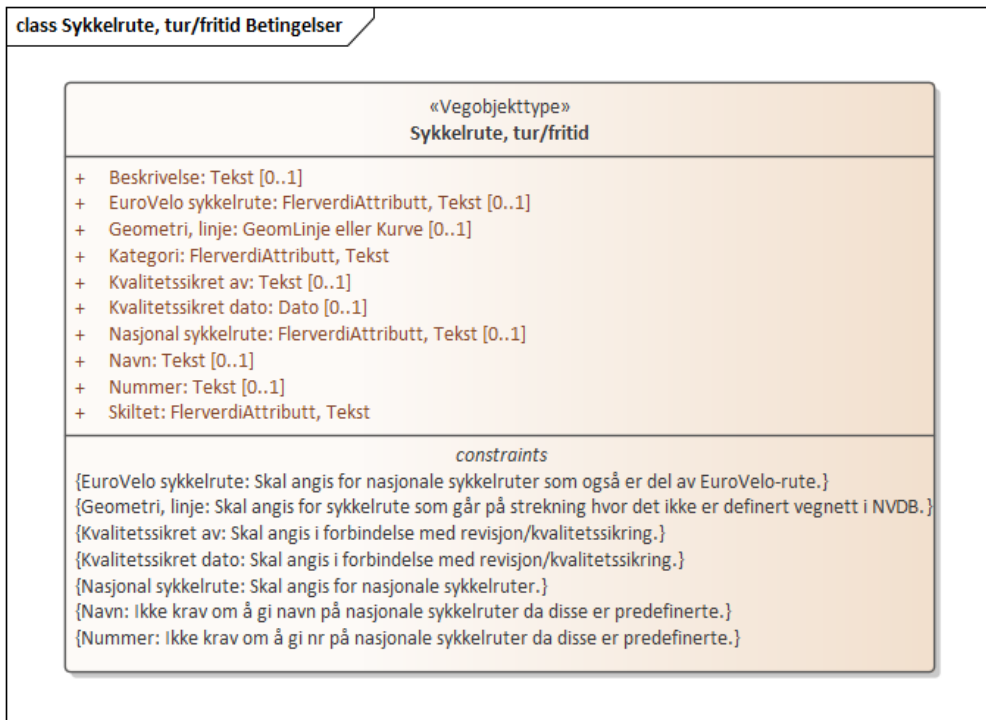 class Sykkelrute, tur/fritid Betingelser
«Vegobjekttype»
Sykkelrute, tur/fritid
+ Beskrivelse: Tekst [0..1]
+ EuroVelo sykkelrute: FlerverdiAttributt, Tekst [0..1]
+ Geometri, linje: GeomLinje eller Kurve [0..1]
+ Kategori: FlerverdiAttributt, Tekst
+ Kvalitetssikret av: Tekst [0..1]
+ Kvalitetssikret dato: Dato [0..1]
+ Nasjonal sykkelrute: FlerverdiAttributt, Tekst [0..1]
+ Navn: Tekst [0..1]
+ Nummer: Tekst [0..1]
+ Skiltet: FlerverdiAttributt, Tekst
constraints
{EuroVelo sykkelrute: Skal angis for nasjonale sykkelruter som også er del av EuroVelo-rute.}
{Geometri, linje: Skal angis for sykkelrute som går på strekning hvor det ikke er definert vegnett i NVDB.}
{Kvalitetssikret av: Skal angis i forbindelse med revisjon/kvalitetssikring.}
{Kvalitetssikret dato: Skal angis i forbindelse med revisjon/kvalitetssikring.}
{Nasjonal sykkelrute: Skal angis for nasjonale sykkelruter.}
{Navn: Ikke krav om å gi navn på nasjonale sykkelruter da disse er predefinerte.}
{Nummer: Ikke krav om å gi nr på nasjonale sykkelruter da disse er predefinerte.}